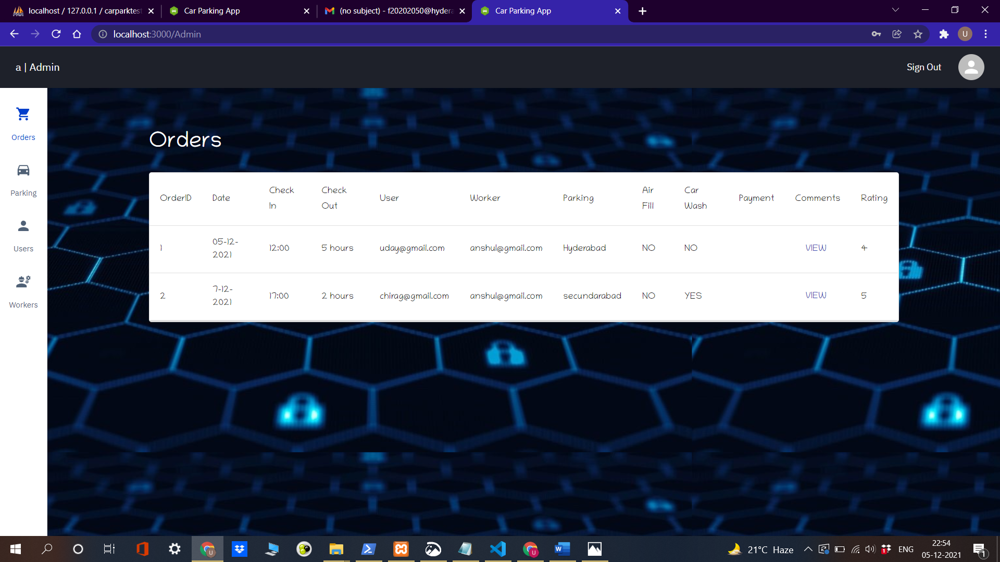 localhost / 127.0.0.1 / carparktest
Car Parking App
(no subject) - f20202050@hydera
Car Parking App
localhost:3000/Admin
U
a | Admin
Sign Out
Orders
Parking
Users
Workers
Orders
OrderID Date Check In Check Out User Worker Parking Air Fill Car Wash Payment Comments Rating
1 05-12-2021 12:00 5 hours uday@gmail.com anshul@gmail.com Hyderabad NO NO VIEW 4
2 7-12-2021 17:00 2 hours chirag@gmail.com anshul@gmail.com secundarabad NO YES VIEW 5
21°C Haze
ENG
22:54
05-12-2021
1